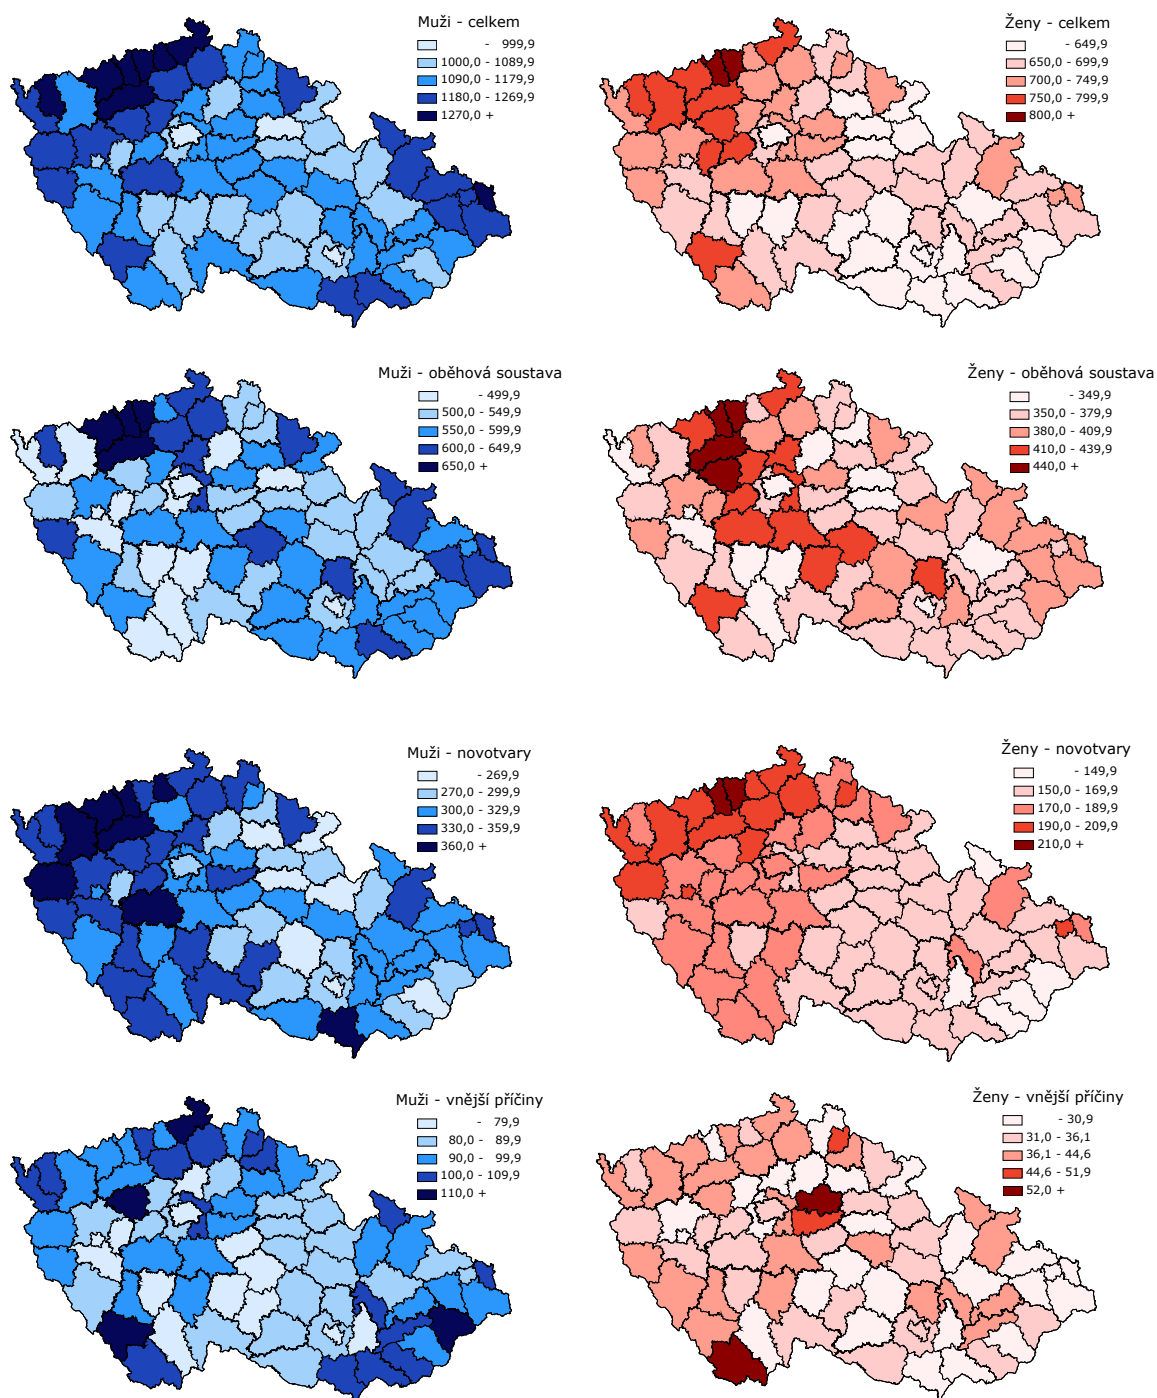 Muži - celkem
- 999,9
1000,0 - 1089,9
1090,0 - 1179,9
1180,0 - 1269,9
1270,0 +
Ženy - celkem
- 649,9
650,0 - 699,9
700,0 - 749,9
750,0 - 799,9
800,0 +
Muži - oběhová soustava
- 499,9
500,0 - 549,9
550,0 - 599,9
600,0 - 649,9
650,0 +
Ženy - oběhová soustava
- 349,9
350,0 - 379,9
380,0 - 409,9
410,0 - 439,9
440,0 +
Muži - novotvary
- 269,9
270,0 - 299,9
300,0 - 329,9
330,0 - 359,9
360,0 +
Ženy - novotvary
- 149,9
150,0 - 169,9
170,0 - 189,9
190,0 - 209,9
210,0 +
Muži - vnější příčiny
- 79,9
80,0 - 89,9
90,0 - 99,9
100,0 - 109,9
110,0 +
Ženy - vnější příčiny
- 30,9
31,0 - 36,1
36,1 - 44,6
44,6 - 51,9
52,0 +